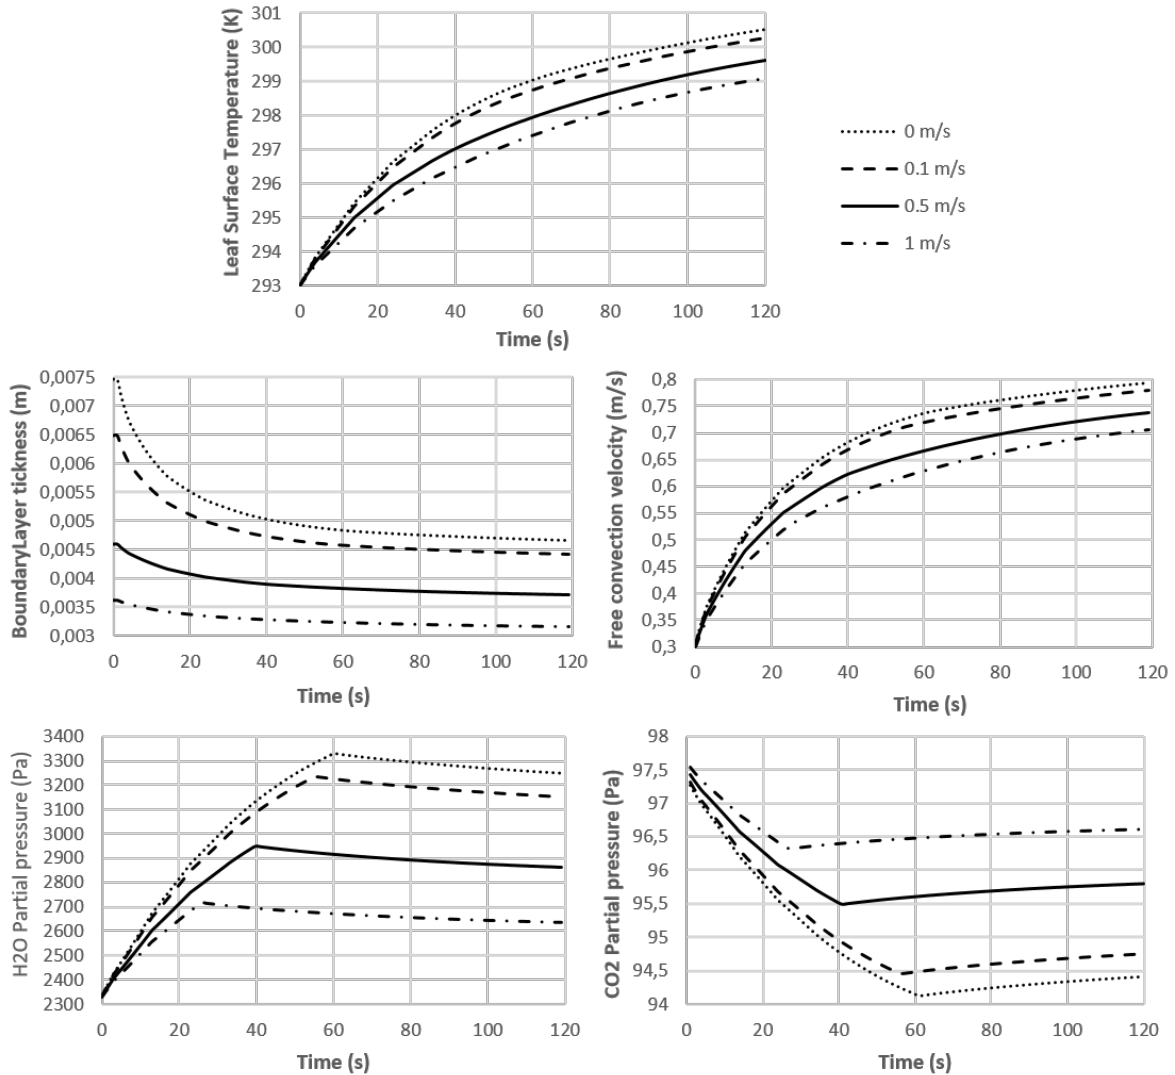 Leaf Surface Temperature (K)
301
300
299
298
297
296
295
294
293
0 20 40 60 80 100 120
Time (s)
0 m/s
0.1 m/s
0.5 m/s
1 m/s
BoundaryLayer tickness (m)
0,0075
0,007
0,0065
0,006
0,0055
0,005
0,0045
0,004
0,0035
0,003
0 20 40 60 80 100 120
Time (s)
Free convection velocity (m/s)
0,8
0,75
0,7
0,65
0,6
0,55
0,5
0,45
0,4
0,35
0,3
0 20 40 60 80 100 120
Time (s)
H2O Partial pressure (Pa)
3400
3300
3200
3100
3000
2900
2800
2700
2600
2500
2400
2300
0 20 40 60 80 100 120
Time (s)
CO2 Partial pressure (Pa)
98
97,5
97
96,5
96
95,5
95
94,5
94
0 20 40 60 80 100 120
Time (s)